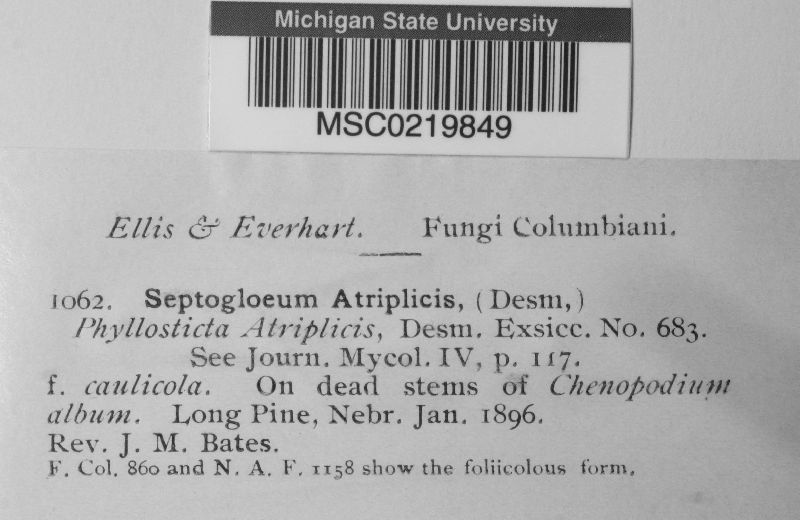 Michigan State University
MSC0219849
Ellis & Everhart. Fungi Columbiani.
1062. Septogloeum Atriplicis, (Desm,)
Phyllosticta Atriplicis, Desm. Exsicc. No. 683.
See Journ. Mycol. IV, p. 117.
f. caulicola. On dead stems of Chenopodium
album. Long Pine, Nebr. Jan. 1896.
Rev. J. M. Bates.
F. Col. 860 and N. A. F. 1158 show the foliicolous form.